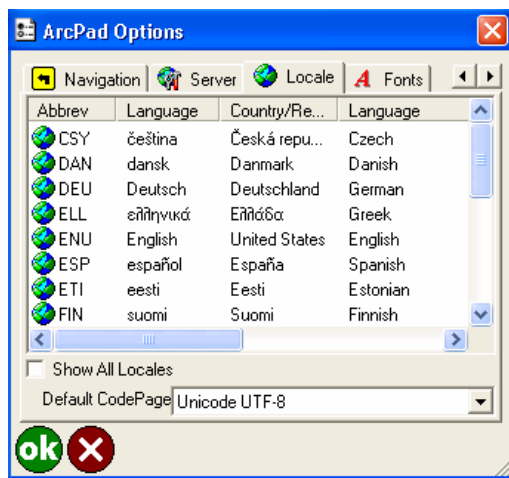 ArcPad Options
Navigation Server Locale A Fonts
Abbrev Language Country/Re... Language
CSY čeština Česká repu... Czech
DAN dansk Danmark Danish
DEU Deutsch Deutschland German
ELL ελληνικά Ελλάδα Greek
ENU English United States English
ESP español España Spanish
ETI eesti Eesti Estonian
FIN suomi Suomi Finnish
Show All Locales
Default CodePage Unicode UTF-8
ok